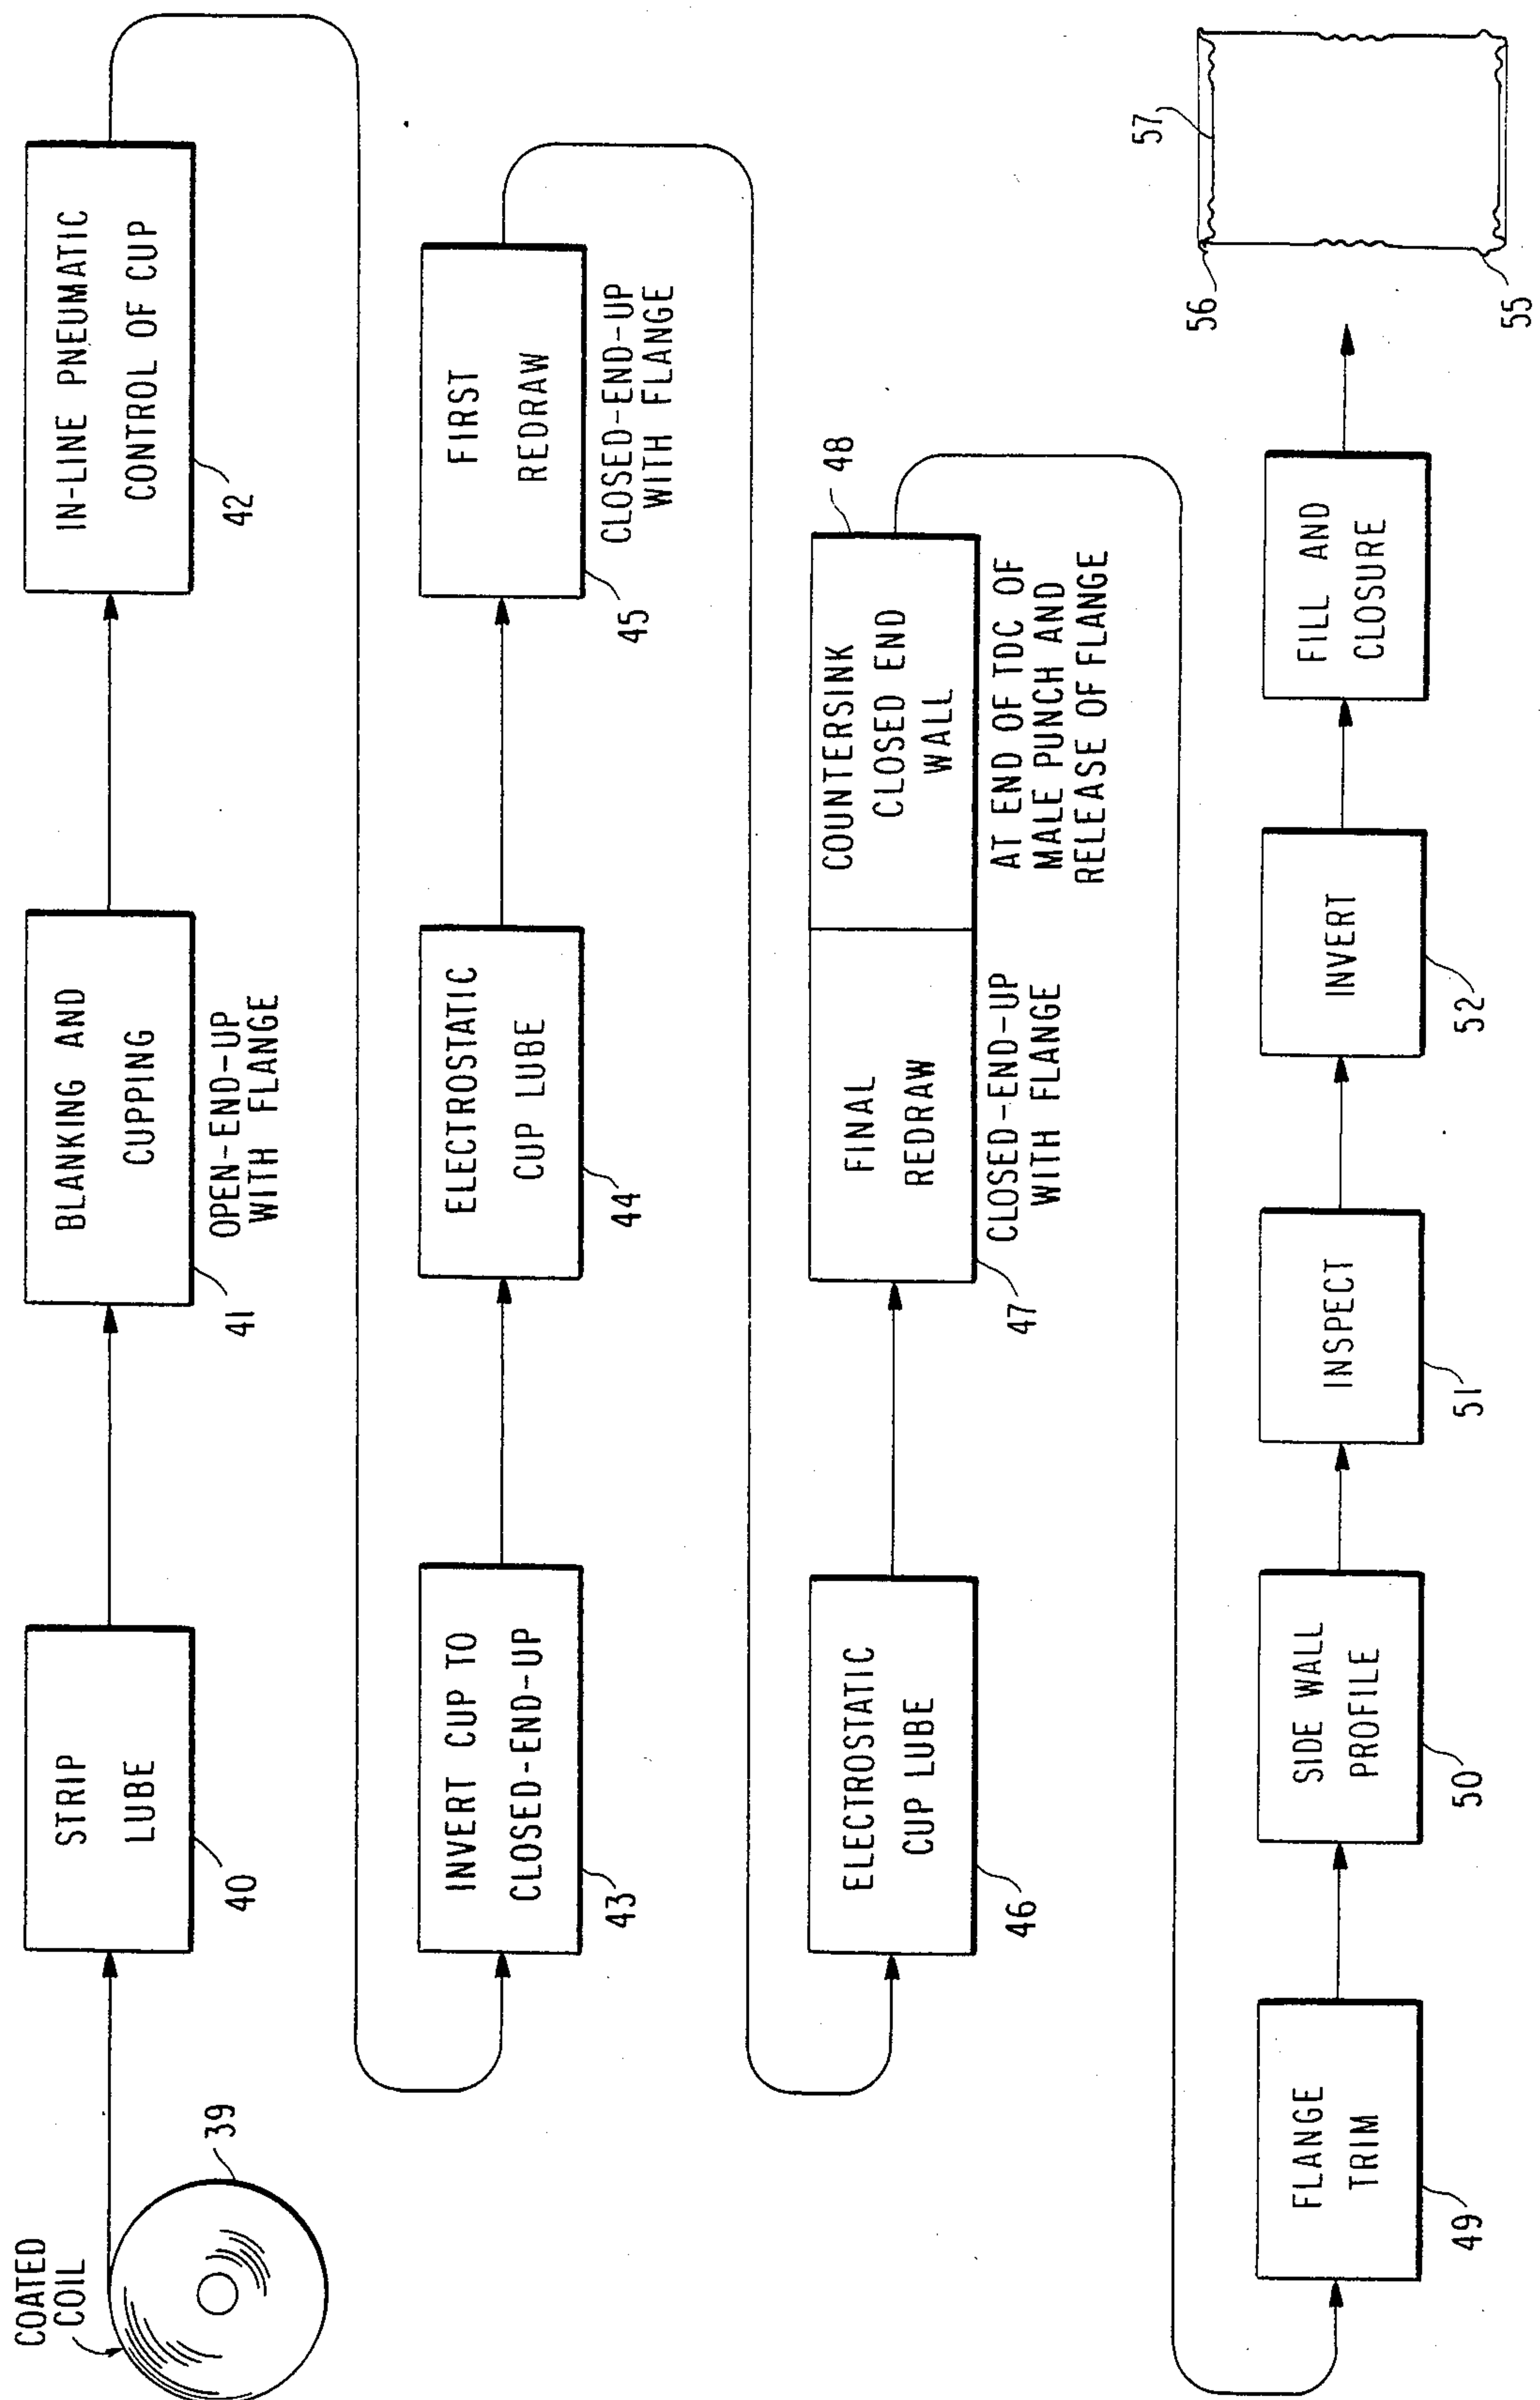 COATED
COIL
39
STRIP
LUBE
40
BLANKING AND
CUPPING
41
OPEN-END-UP
WITH FLANGE
IN-LINE PNEUMATIC
CONTROL OF CUP
42
INVERT CUP TO
CLOSED-END-UP
43
ELECTROSTATIC
CUP LUBE
44
FIRST
REDRAW
45
CLOSED-END-UP
WITH FLANGE
ELECTROSTATIC
CUP LUBE
46
FINAL
REDRAW
47
CLOSED-END-UP
WITH FLANGE
COUNTERSINK
CLOSED END
WALL
48
AT END OF TDC OF
MALE PUNCH AND
RELEASE OF FLANGE
FLANGE
TRIM
49
SIDE WALL
PROFILE
50
INSPECT
51
INVERT
52
FILL AND
CLOSURE
56
57
55